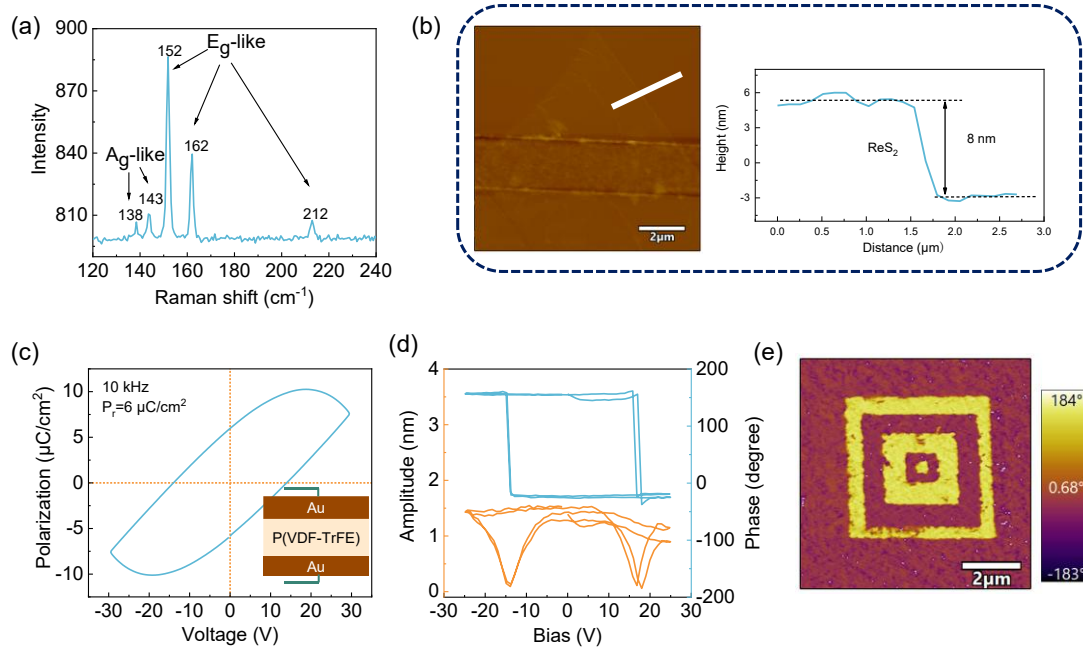 (a)
900
870
840
810
Intensity
152
Eg-like
162
Ag-like
143
138
212
120 140 160 180 200 220 240
Raman shift (cm⁻¹)
(b)
2μm
6
3
0
-3
Height (nm)
ReS₂
8 nm
0.0 0.5 1.0 1.5 2.0 2.5 3.0
Distance (μm)
(c)
10 kHz
Pr=6 μC/cm²
10
5
0
-5
-10
Polarization (μC/cm²)
Au
P(VDF-TrFE)
Au
-30 -20 -10 0 10 20 30
Voltage (V)
(d)
4
3
2
1
0
Amplitude (nm)
200
150
100
50
0
-50
-100
-150
-200
Phase (degree)
-30 -20 -10 0 10 20 30
Bias (V)
(e)
2μm
184°
0.68°
-183°